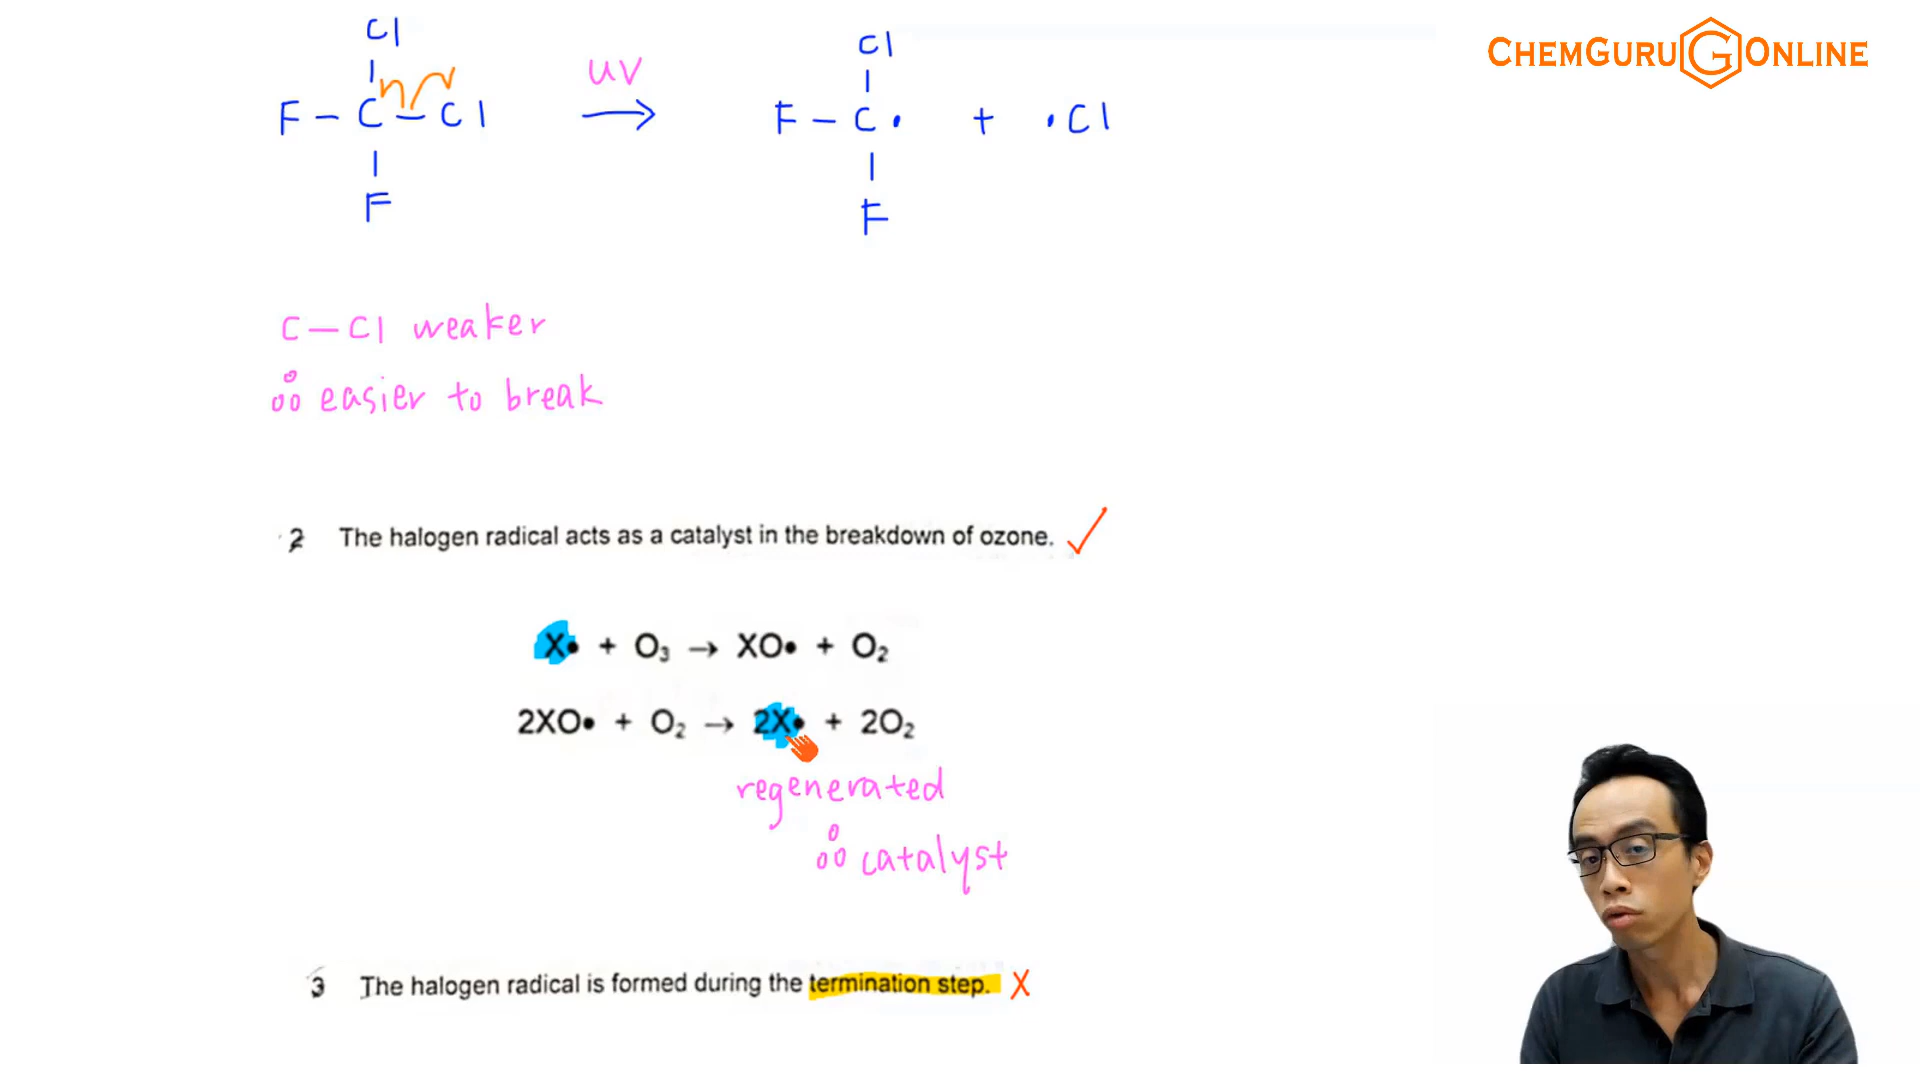 CHEMGURU G ONLINE
Cl
F – C – Cl
F
uv
→
Cl
F – C •
F
+ •Cl
C – Cl weaker
∴ easier to break
2 The halogen radical acts as a catalyst in the breakdown of ozone. ✓
X• + O₃ → XO• + O₂
2XO• + O₂ → 2X• + 2O₂
regenerated
∴ catalyst
3 The halogen radical is formed during the termination step. X